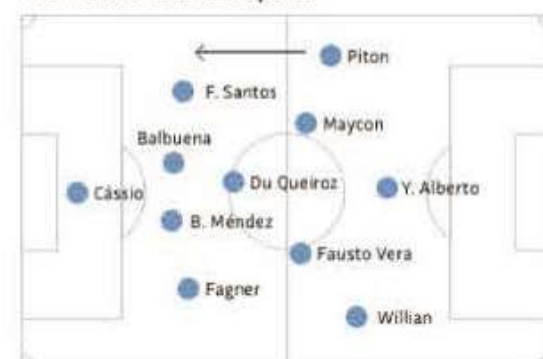 Piton
F. Santos
Maycon
Balbuena
Du Queiroz
Y. Alberto
Cássio
B. Méndez
Fausto Vera
Fagner
Willian